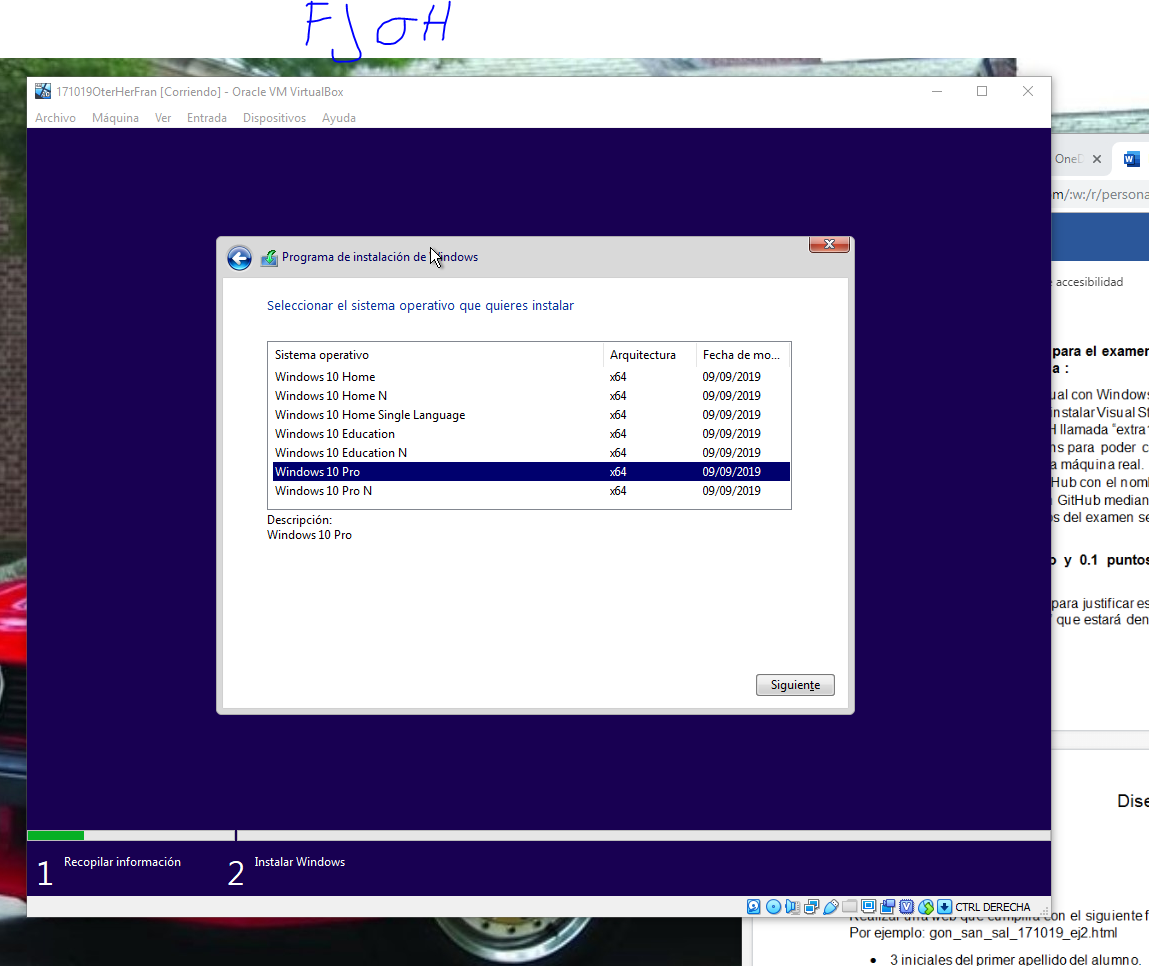 FJOH
171019OterHerFran [Corriendo] - Oracle VM VirtualBox
Archivo Máquina Ver Entrada Dispositivos Ayuda
OneD
m/:w:/r/persona
accesibilidad
Programa de instalación de Windows
Seleccionar el sistema operativo que quieres instalar
Sistema operativo Arquitectura Fecha de mo...
Windows 10 Home x64 09/09/2019
Windows 10 Home N x64 09/09/2019
Windows 10 Home Single Language x64 09/09/2019
Windows 10 Education x64 09/09/2019
Windows 10 Education N x64 09/09/2019
Windows 10 Pro x64 09/09/2019
Windows 10 Pro N x64 09/09/2019
Descripción:
Windows 10 Pro
Siguiente
1 Recopilar información
2 Instalar Windows
CTRL DERECHA
para el examen
a :
ual con Windows
instalar Visual St
llamada "extra
ns para poder c
a máquina real.
Hub con el nomb
GitHub median
os del examen se
o y 0.1 puntos
para justificar es
que estará den
Dise
Realizar una web que cumplirá con el siguiente f
Por ejemplo: gon_san_sal_171019_ej2.html
• 3 iniciales del primer apellido del alumno.